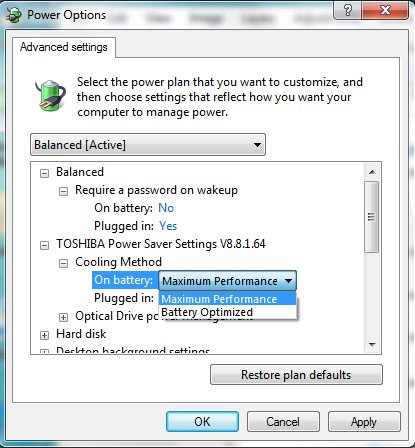 Power Options
Advanced settings
Select the power plan that you want to customize, and
then choose settings that reflect how you want your
computer to manage power.
Balanced [Active]
Balanced
Require a password on wakeup
On battery: No
Plugged in: Yes
TOSHIBA Power Saver Settings V8.8.1.64
Cooling Method
On battery: Maximum Performance
Plugged in: Maximum Performance
Battery Optimized
Optical Drive po
Hard disk
Desktop background settings
Restore plan defaults
OK Cancel Apply